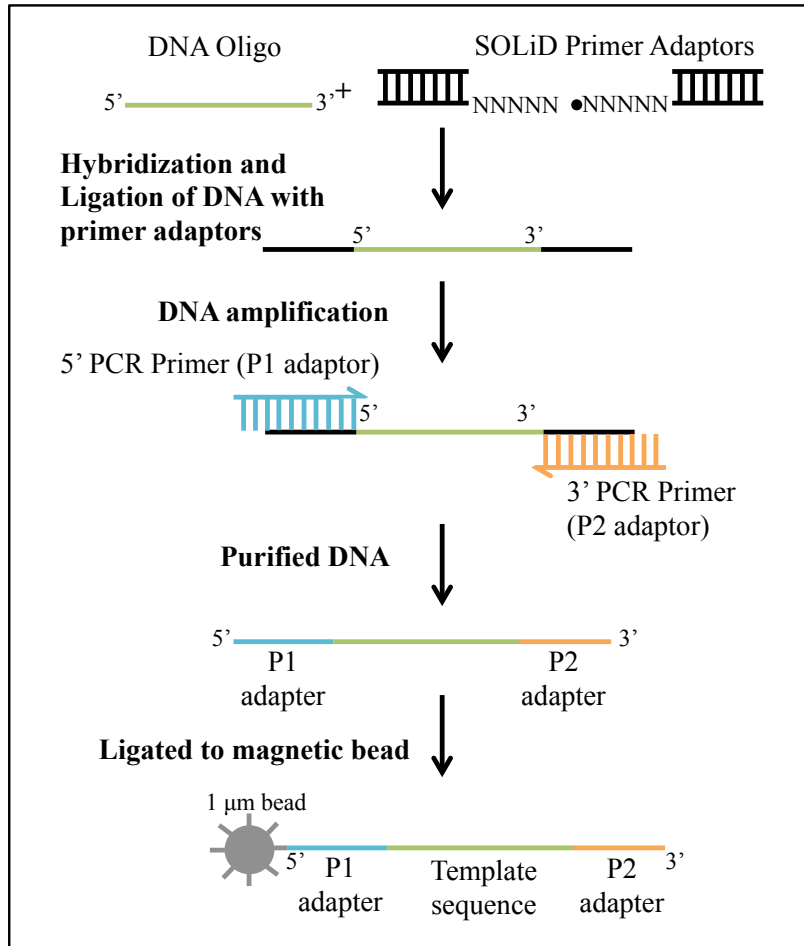 DNA Oligo
SOLiD Primer Adaptors
5’ 3’ + NNNNN •NNNNN
Hybridization and
Ligation of DNA with
primer adaptors
5’ 3’
DNA amplification
5’ PCR Primer (P1 adaptor)
5’ 3’
3’ PCR Primer
(P2 adaptor)
Purified DNA
5’ 3’
P1
adapter
P2
adapter
Ligated to magnetic bead
1 μm bead
5’ 3’
P1
adapter
Template
sequence
P2
adapter